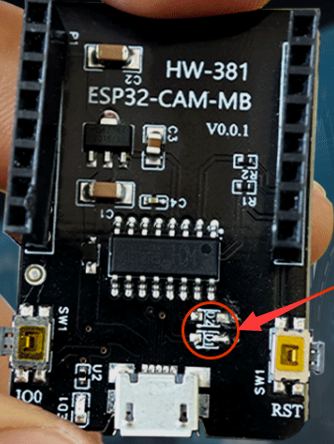 P1
C2
HW-381
ESP32-CAM-MB
V0.0.1
C3
R2
R1
C4
C1
SW1
U2
IO0
LED1
SW1
RST